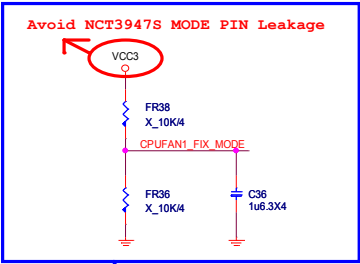 Avoid NCT3947S MODE PIN Leakage
VCC3
FR38
X_10K/4
CPUFAN1_FIX_MODE
FR36
X_10K/4
C36
1u6.3X4